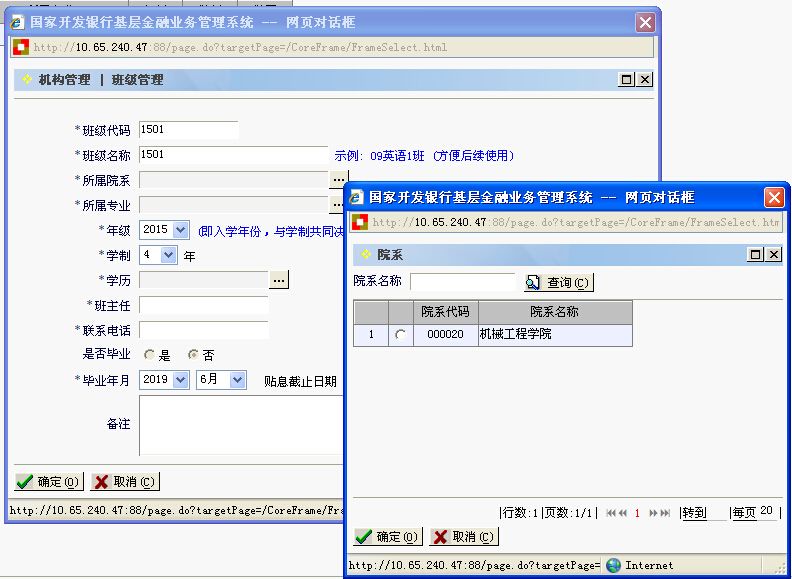 国家开发银行基层金融业务管理系统 -- 网页对话框
http://10.65.240.47:88/page.do?targetPage=/CoreFrame/FrameSelect.html
机构管理 | 班级管理
*班级代码 1501
*班级名称 1501 示例: 09英语1班 (方便后续使用)
*所属院系 ...
*所属专业 ...
*年级 2015 (即入学年份，与学制共同决
*学制 4 年
*学历 ...
*班主任
*联系电话
是否毕业 是 否
*毕业年月 2019 6月 贴息截止日期
备注
确定(O) 取消(C)
http://10.65.240.47:88/page.do?targetPage=/CoreFrame/Fra
国家开发银行基层金融业务管理系统 -- 网页对话框
http://10.65.240.47:88/page.do?targetPage=/CoreFrame/FrameSelect.htm
院系
院系名称 查询(C)
院系代码 院系名称
1 000020 机械工程学院
|行数:1|页数:1/1| 1 |转到 |每页 20 |
确定(O) 取消(C)
http://10.65.240.47:88/page.do?targetPage= Internet